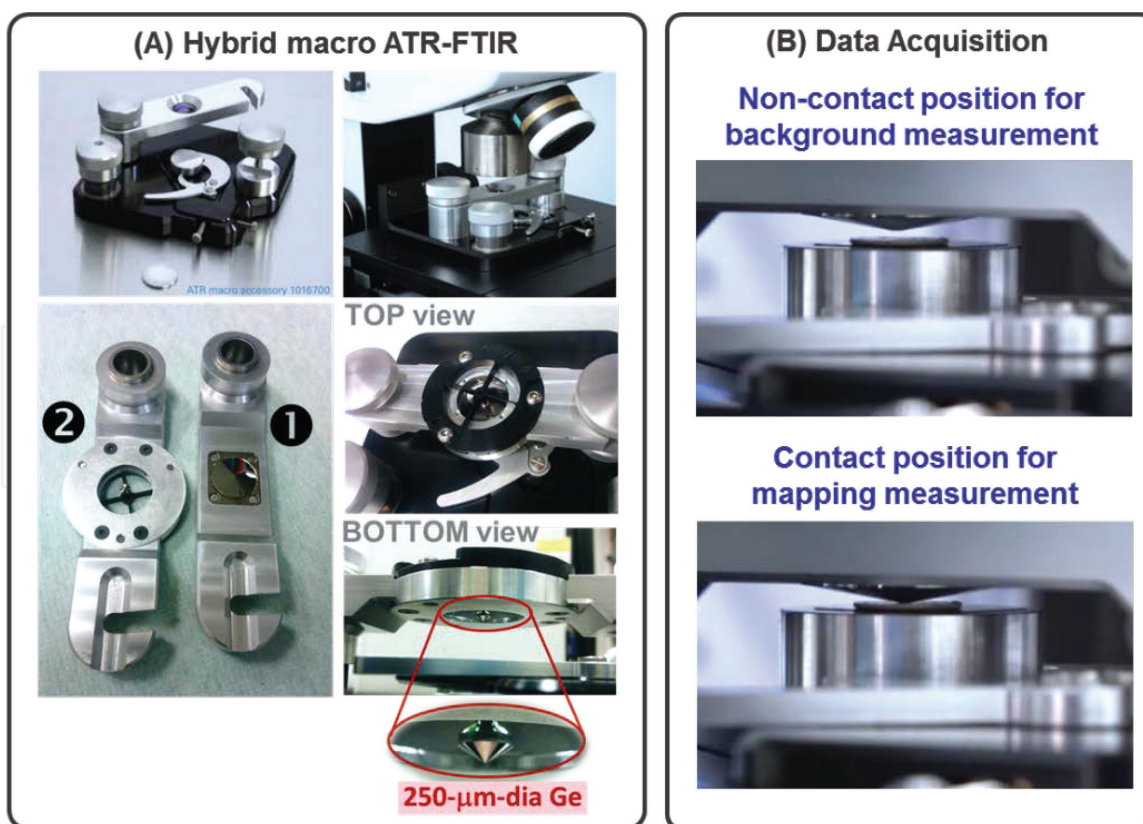 (A) Hybrid macro ATR-FTIR
ATR macro accessory 1016700
TOP view
2
1
BOTTOM view
250-μm-dia Ge
(B) Data Acquisition
Non-contact position for
background measurement
Contact position for
mapping measurement